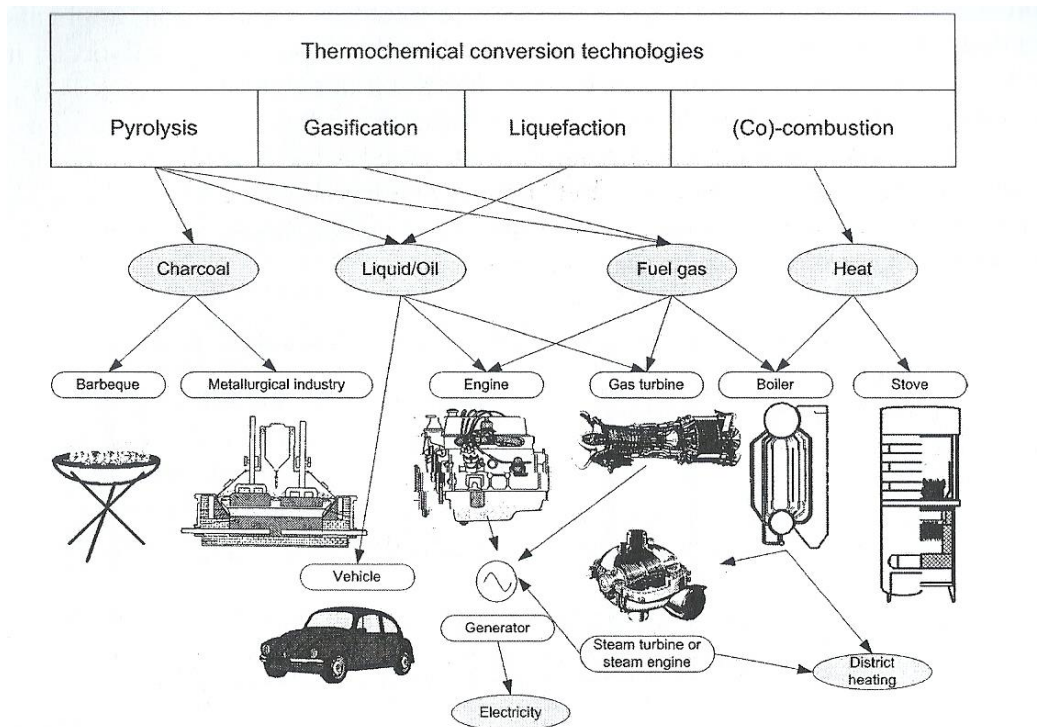 Thermochemical conversion technologies
Pyrolysis
Gasification
Liquefaction
(Co)-combustion
Charcoal
Liquid/Oil
Fuel gas
Heat
Barbeque
Metallurgical industry
Engine
Gas turbine
Boiler
Stove
Vehicle
Generator
Steam turbine or
steam engine
District
heating
Electricity